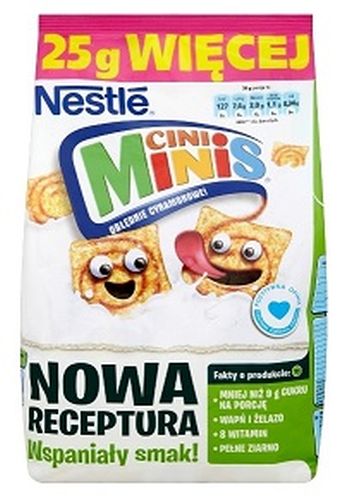 25g WIĘCEJ
Nestlé
CINI
MINIS
OBŁĘDNIE CYNAMONOWE!
NOWA
RECEPTURA
Wspaniały smak!
Fakty o produkcie:
• MNIEJ NIŻ 9 g CUKRU
NA PORCJĘ
• WAPŃ I ŻELAZO
• 8 WITAMIN
• PEŁNE ZIARNO